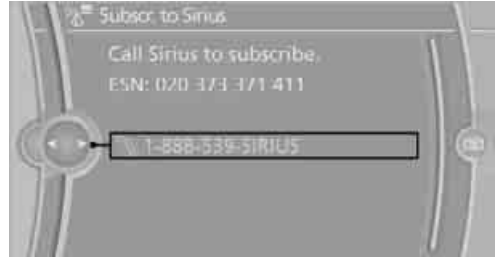 Subscr. to Sirius
Call Sirius to subscribe.
ESN: 020 373 371 411
1-888-539-SIRIUS